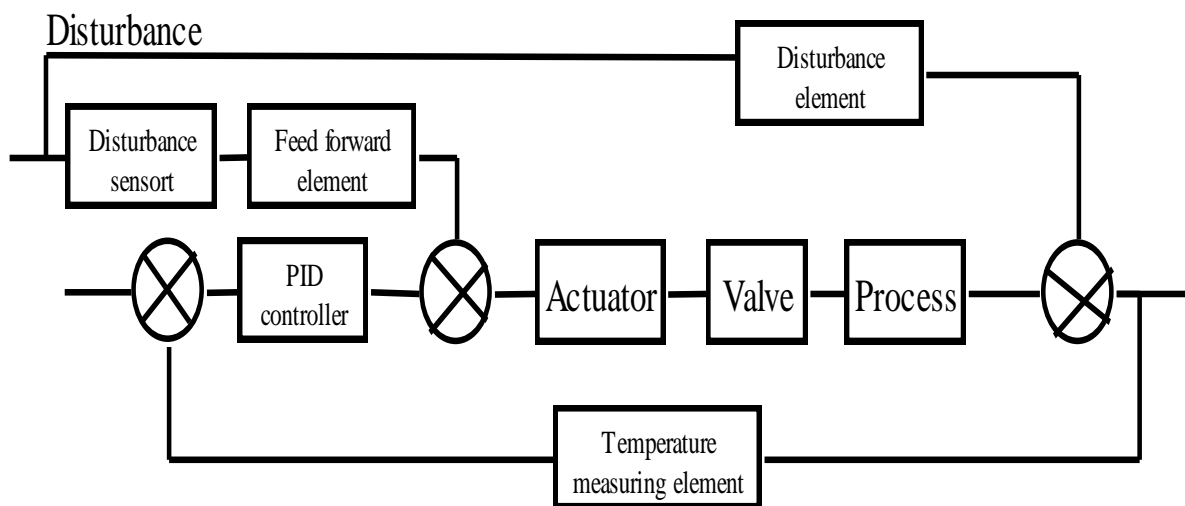 Disturbance
Disturbance
element
Disturbance
sensort
Feed forward
element
PID
controller
Actuator
Valve
Process
Temperature
measuring element